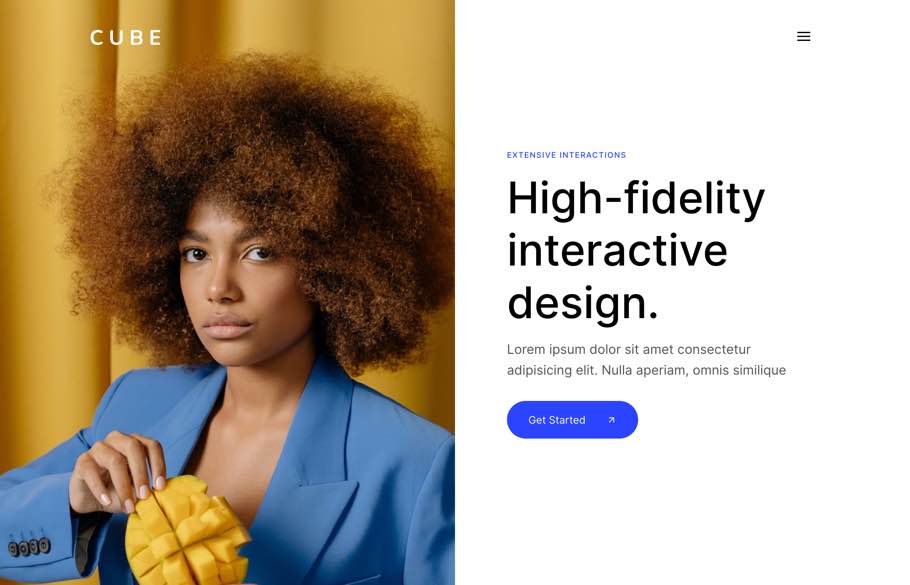 CUBE
EXTENSIVE INTERACTIONS
High-fidelity
interactive
design.
Lorem ipsum dolor sit amet consectetur
adipisicing elit. Nulla aperiam, omnis similique
Get Started